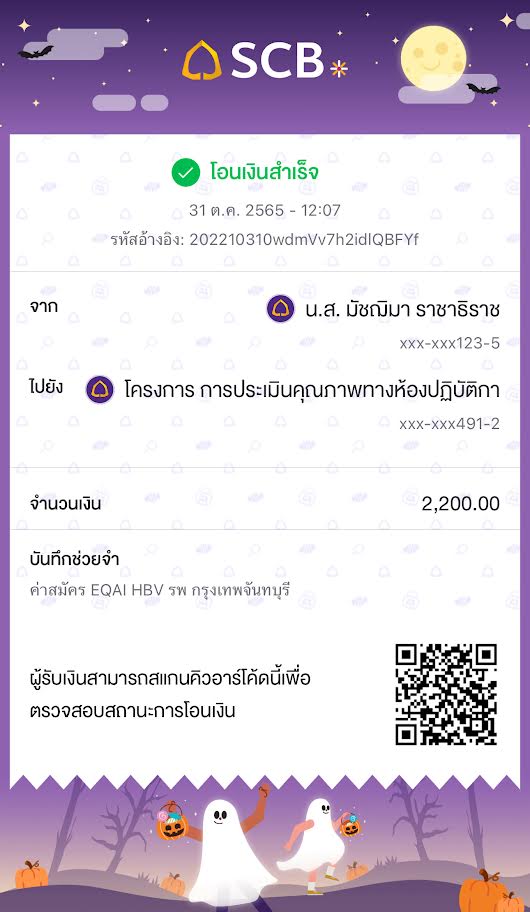 SCB
โอนเงินสำเร็จ
31 ต.ค. 2565 - 12:07
รหัสอ้างอิง: 202210310wdmVv7h2idlQBFYf
จาก
น.ส. มัชฌิมา ราชาธิราช
xxx-xxx123-5
ไปยัง
โครงการ การประเมินคุณภาพทางห้องปฏิบัติกา
xxx-xxx491-2
จำนวนเงิน
2,200.00
บันทึกช่วยจำ
ค่าสมัคร EQAI HBV รพ กรุงเทพจันทบุรี
ผู้รับเงินสามารถสแกนคิวอาร์โค้ดนี้เพื่อ
ตรวจสอบสถานะการโอนเงิน